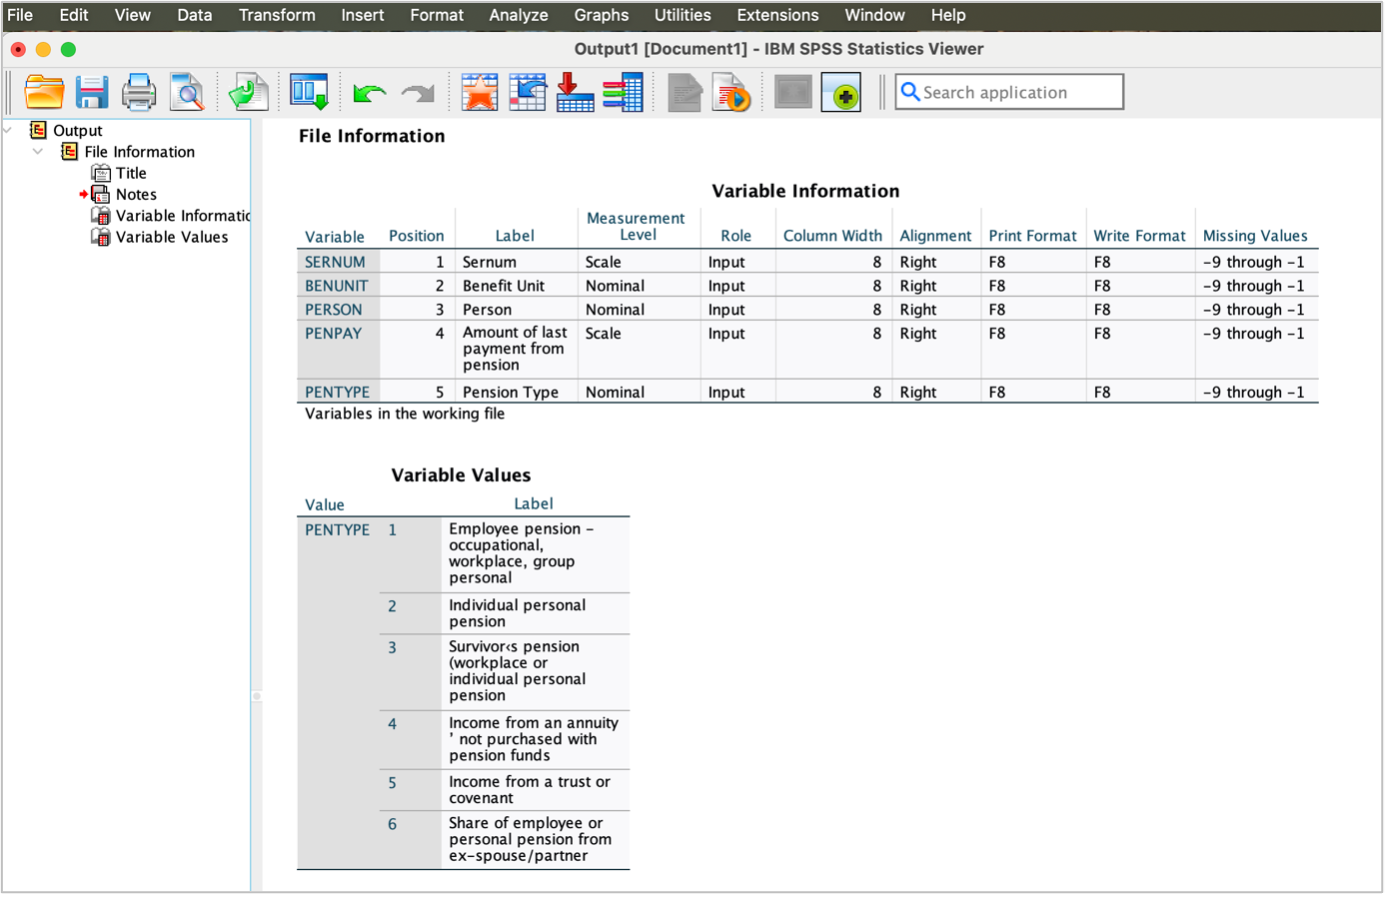 File Edit View Data Transform Insert Format Analyze Graphs Utilities Extensions Window Help
Output1 [Document1] - IBM SPSS Statistics Viewer
Search application
Output
File Information
Title
Notes
Variable Informatic
Variable Values
File Information
Variable Information
Variable Position Label Measurement Level Role Column Width Alignment Print Format Write Format Missing Values
SERNUM 1 Sernum Scale Input 8 Right F8 F8 -9 through -1
BENUNIT 2 Benefit Unit Nominal Input 8 Right F8 F8 -9 through -1
PERSON 3 Person Nominal Input 8 Right F8 F8 -9 through -1
PENPAY 4 Amount of last Scale Input 8 Right F8 F8 -9 through -1
payment from
pension
PENTYPE 5 Pension Type Nominal Input 8 Right F8 F8 -9 through -1
Variables in the working file
Variable Values
Value Label
PENTYPE 1 Employee pension -
occupational,
workplace, group
personal
2 Individual personal
pension
3 Survivor‹s pension
(workplace or
individual personal
pension
4 Income from an annuity
’ not purchased with
pension funds
5 Income from a trust or
covenant
6 Share of employee or
personal pension from
ex-spouse/partner